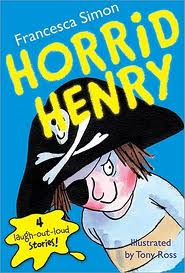 Francesca Simon
HORRiD
HENRY
4
laugh-out-loud
stories!
Illustrated
by Tony Ross